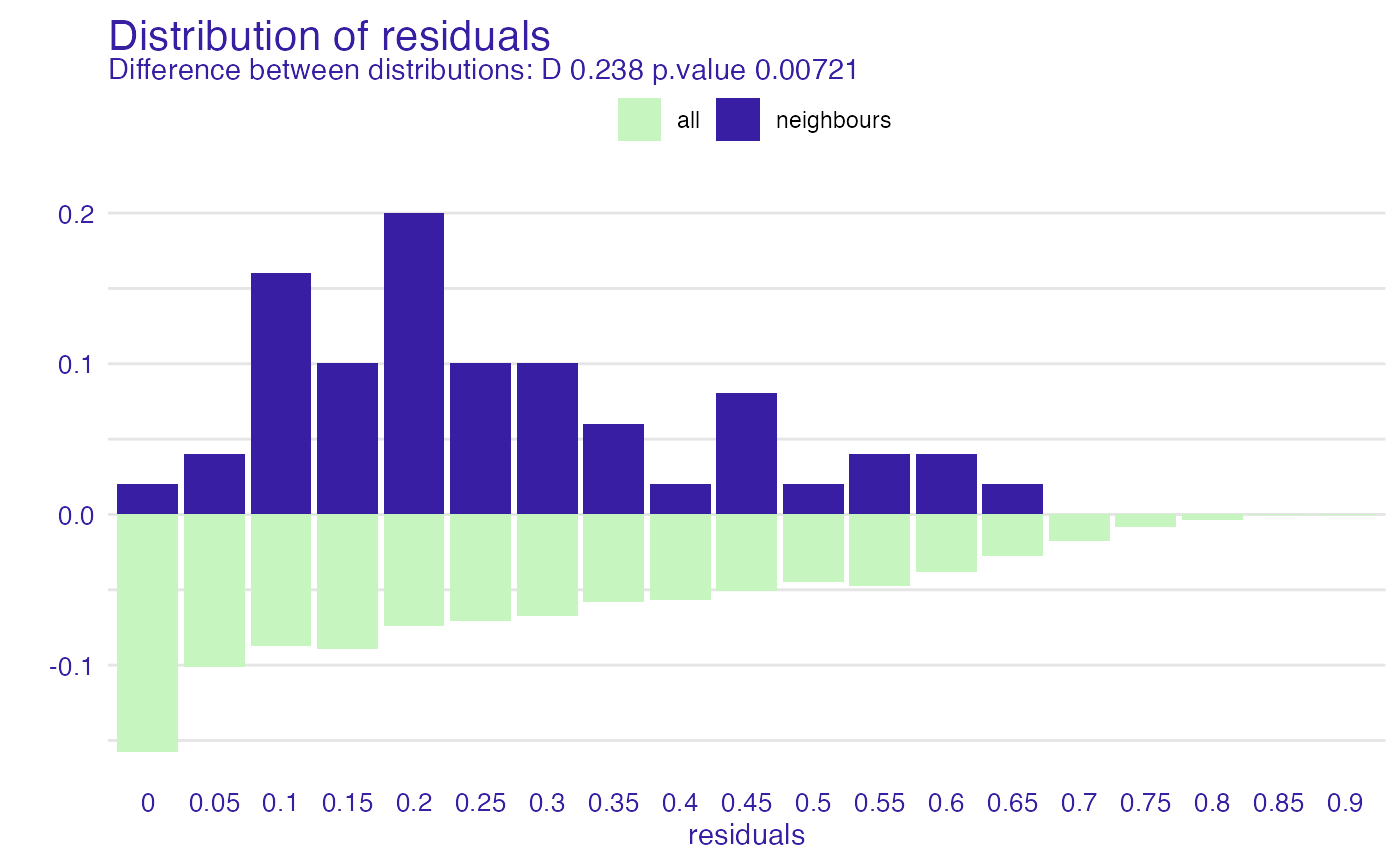 Distribution of residuals
Difference between distributions: D 0.238 p.value 0.00721
all neighbours
0.2
0.1
0.0
-0.1
0 0.05 0.1 0.15 0.2 0.25 0.3 0.35 0.4 0.45 0.5 0.55 0.6 0.65 0.7 0.75 0.8 0.85 0.9
residuals